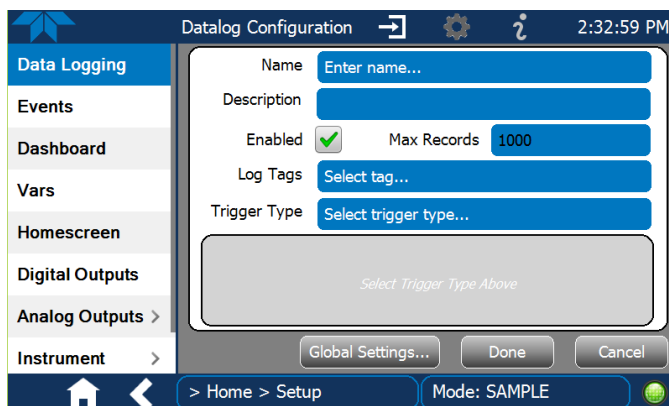 Datalog Configuration 2:32:59 PM
Data Logging
Events
Dashboard
Vars
Homescreen
Digital Outputs
Analog Outputs >
Instrument >
Name Enter name...
Description
Enabled Max Records 1000
Log Tags Select tag...
Trigger Type Select trigger type...
Select Trigger Type Above
Global Settings... Done Cancel
> Home > Setup Mode: SAMPLE